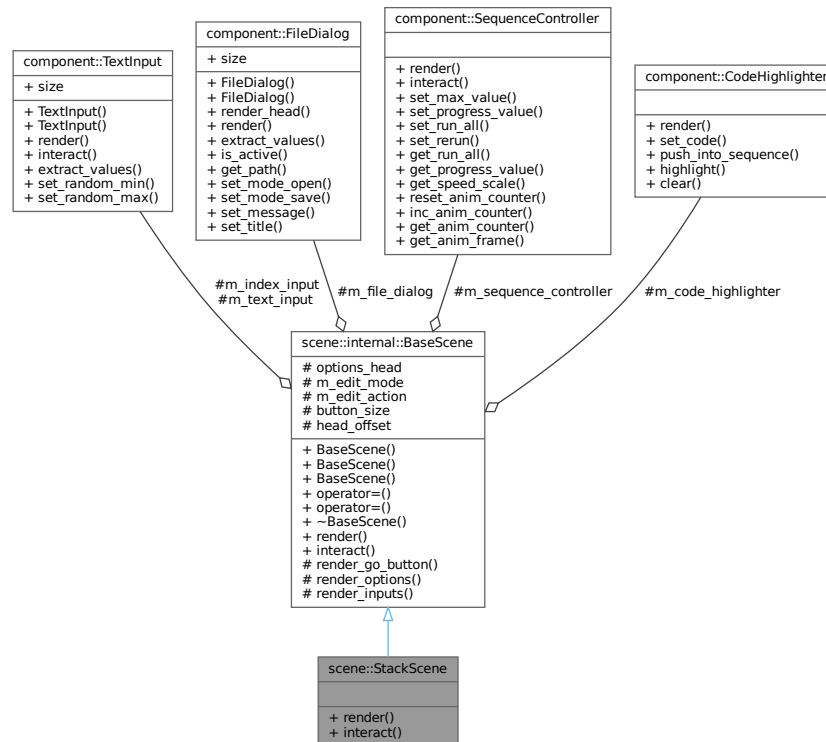 component::TextInput
+ size
+ TextInput()
+ TextInput()
+ render()
+ interact()
+ extract_values()
+ set_random_min()
+ set_random_max()
component::FileDialog
+ size
+ FileDialog()
+ FileDialog()
+ render_head()
+ render()
+ extract_values()
+ is_active()
+ get_path()
+ set_mode_open()
+ set_mode_save()
+ set_message()
+ set_title()
component::SequenceController
+ render()
+ interact()
+ set_max_value()
+ set_progress_value()
+ set_run_all()
+ set_rerun()
+ get_run_all()
+ get_progress_value()
+ get_speed_scale()
+ reset_anim_counter()
+ inc_anim_counter()
+ get_anim_counter()
+ get_anim_frame()
component::CodeHighlighter
+ render()
+ set_code()
+ push_into_sequence()
+ highlight()
+ clear()
#m_index_input
#m_text_input
#m_file_dialog
#m_sequence_controller
#m_code_highlighter
scene::internal::BaseScene
# options_head
# m_edit_mode
# m_edit_action
# button_size
# head_offset
+ BaseScene()
+ BaseScene()
+ BaseScene()
+ operator=()
+ operator=()
+ ~BaseScene()
+ render()
+ interact()
# render_go_button()
# render_options()
# render_inputs()
scene::StackScene
+ render()
+ interact()